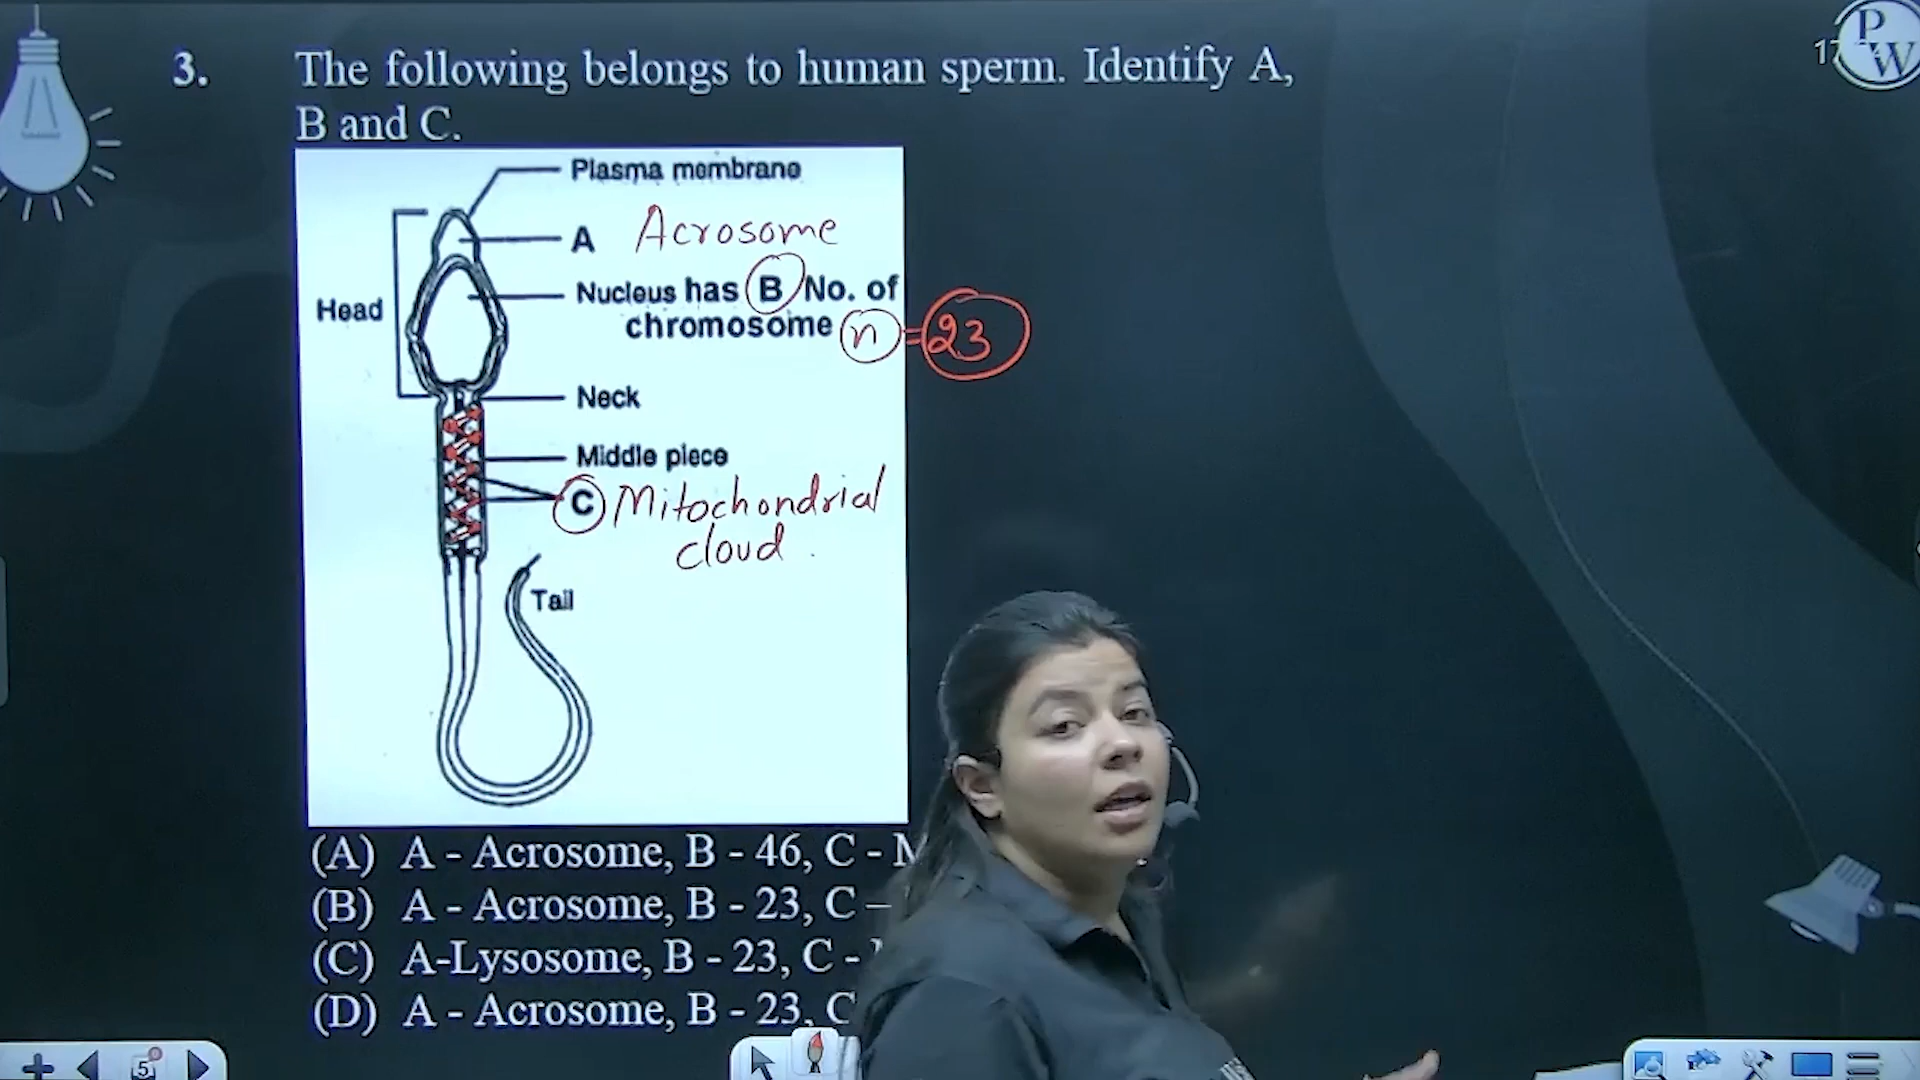 3. The following belongs to human sperm. Identify A,
B and C.
Plasma membrane
A Acrosome
Nucleus has B No. of
chromosome n = 23
Head
Neck
Middle piece
C Mitochondrial
cloud
Tail
(A) A - Acrosome, B - 46, C -
(B) A - Acrosome, B - 23, C –
(C) A-Lysosome, B - 23, C -
(D) A - Acrosome, B - 23, C
PW
17
5